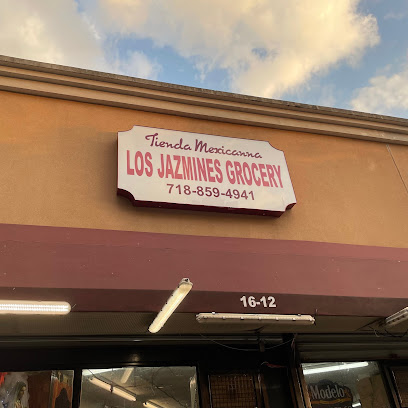 Tienda Mexicanna
LOS JAZMINES GROCERY
718-859-4941
16-12
Modelo